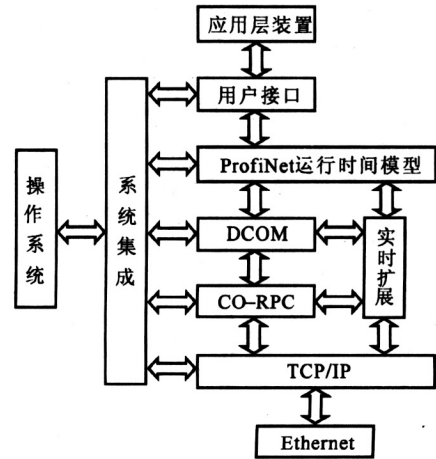 应用层装置
用户接口
ProfiNet运行时间模型
操作系统
系统集成
DCOM
实时扩展
CO-RPC
TCP/IP
Ethernet